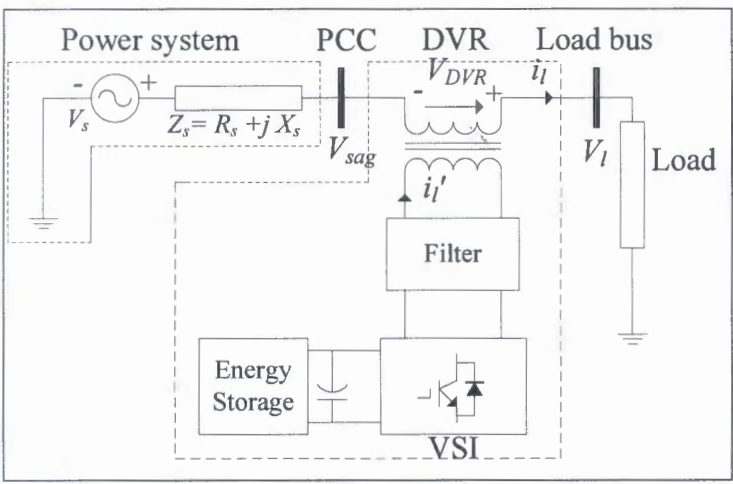 Power system PCC DVR Load bus
- + - V_DVR + i_l
V_s Z_s= R_s +j X_s V_sag V_l Load
i_l'
Filter
Energy
Storage
VSI